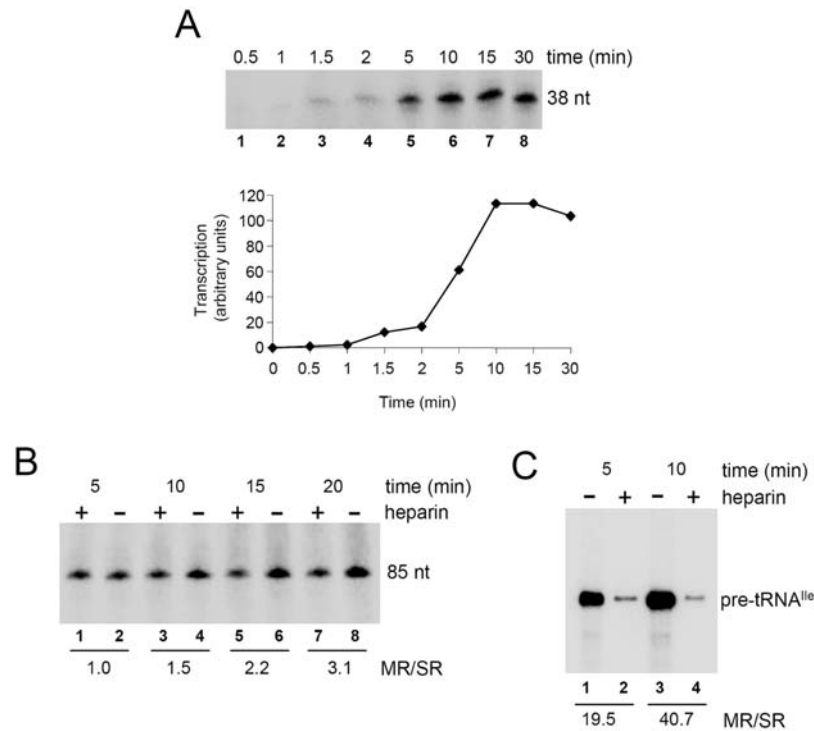 A
0.5 1 1.5 2 5 10 15 30 time (min)
38 nt
1 2 3 4 5 6 7 8
120
100
80
60
40
20
0
Transcription
(arbitrary units)
0 0.5 1 1.5 2 5 10 15 30
Time (min)
B
5 10 15 20 time (min)
+ – + – + – + – heparin
85 nt
1 2 3 4 5 6 7 8
1.0 1.5 2.2 3.1 MR/SR
C
5 10 time (min)
– + – + heparin
pre-tRNAIle
1 2 3 4
19.5 40.7 MR/SR